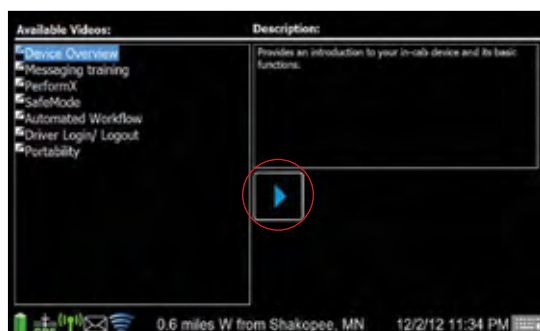 Available Videos:
Description:
Device Overview
Messaging training
PerformX
SafeMode
Automated Workflow
Driver Login/ Logout
Portability
Provides an introduction to your in-cab device and its basic
functions.
GPS
0.6 miles W from Shakopee, MN
12/2/12 11:34 PM